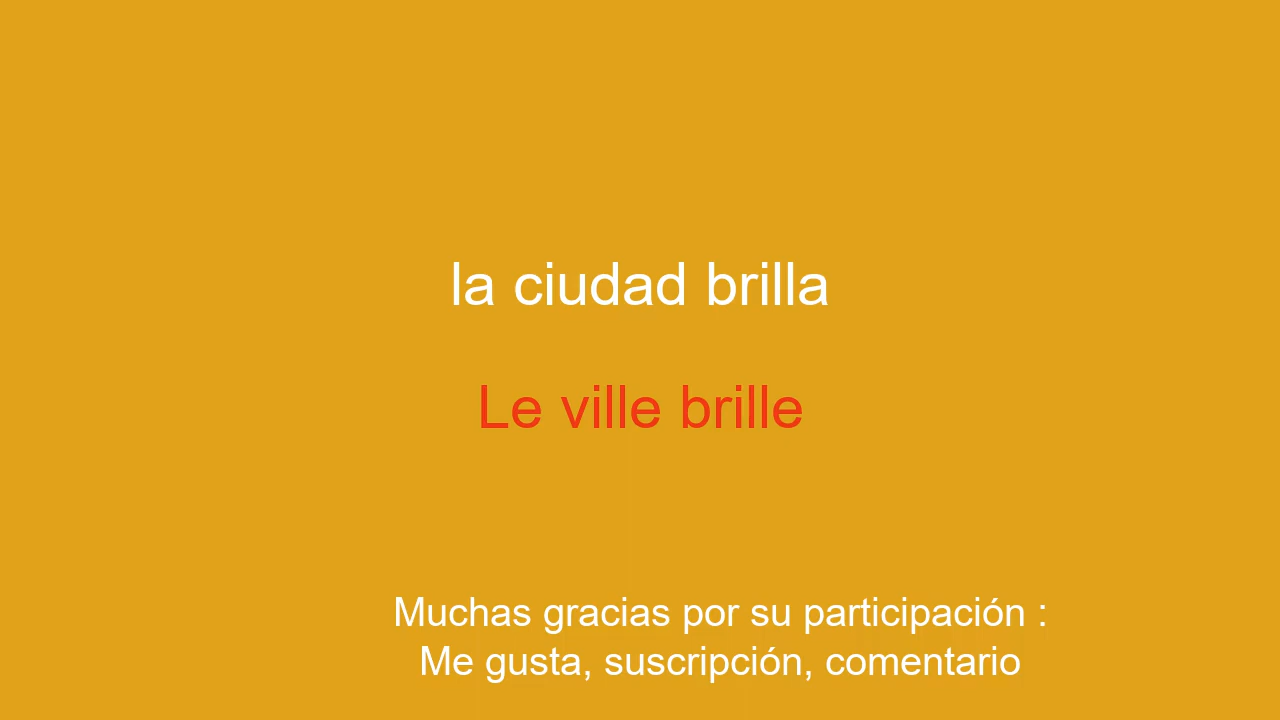 la ciudad brilla
Le ville brille
Muchas gracias por su participación :
Me gusta, suscripción, comentario